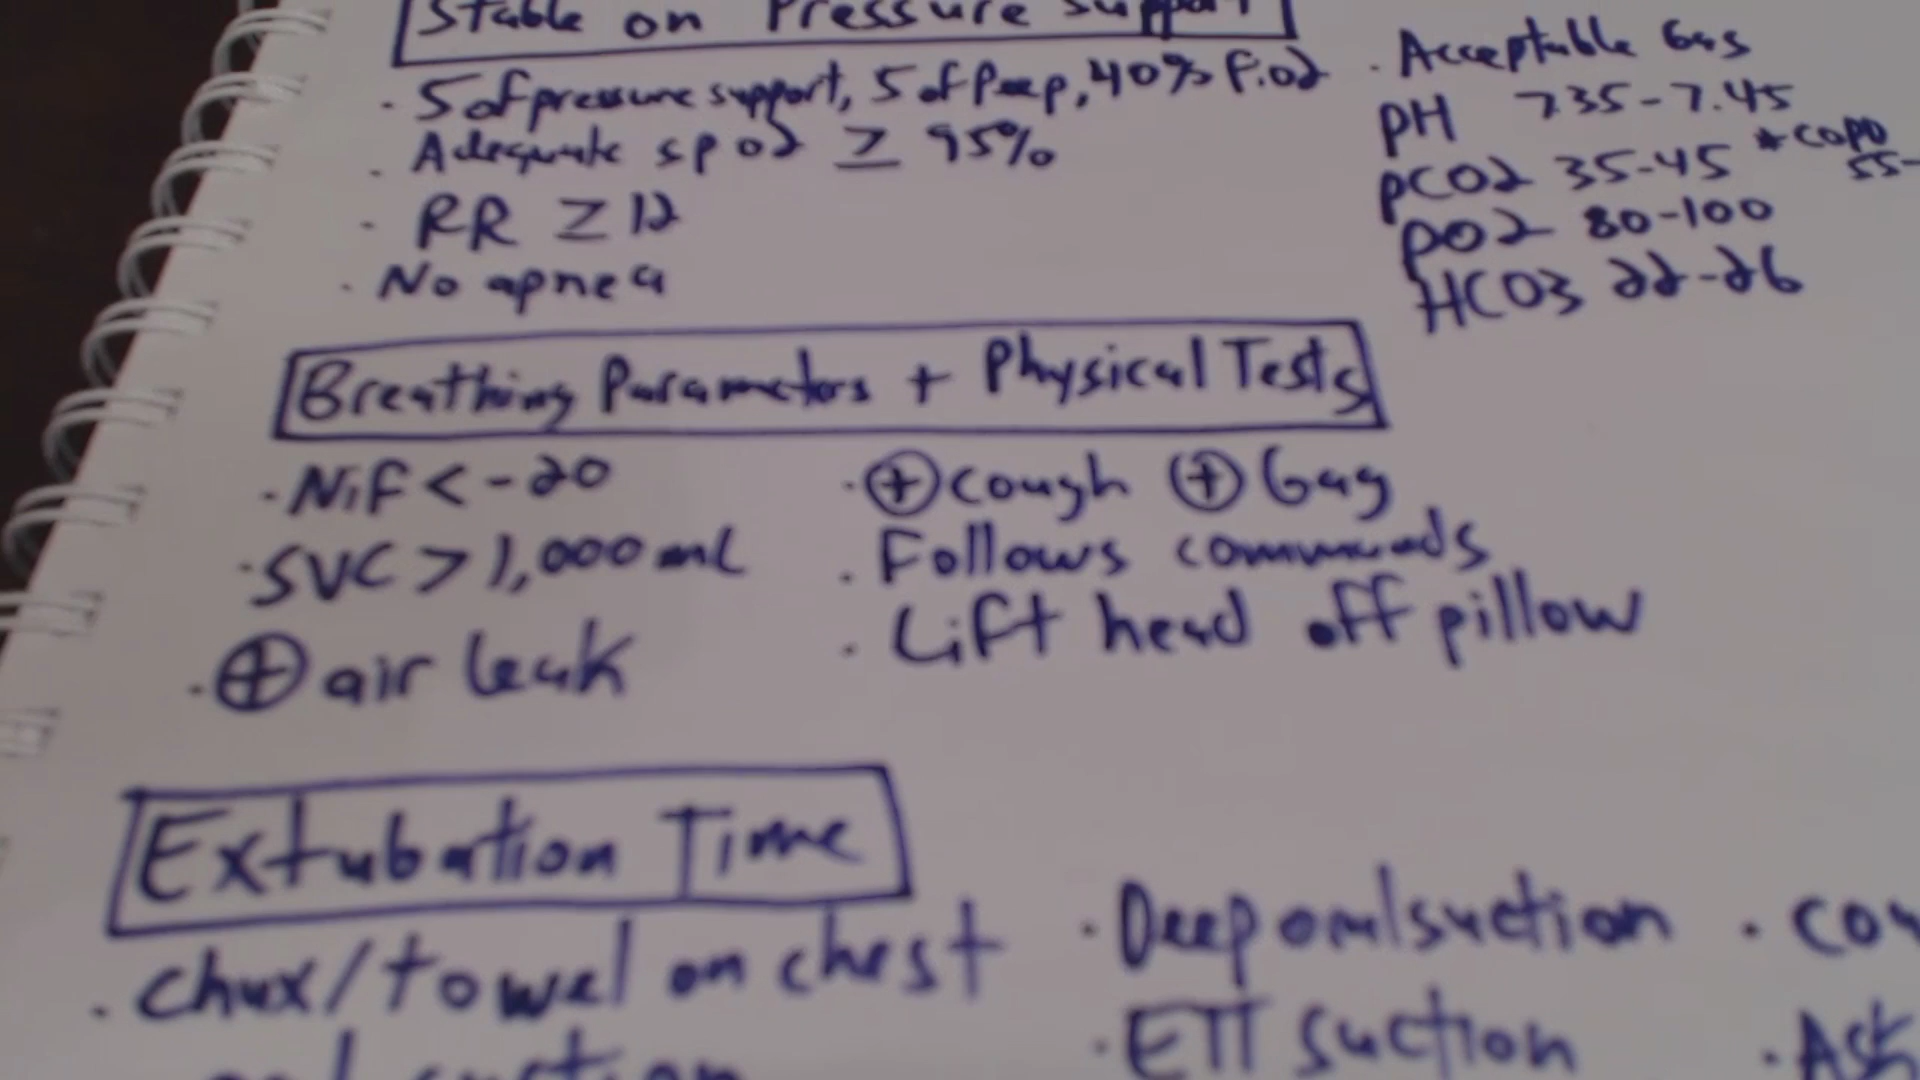 Stable on Pressure Support
· 5 of pressure support, 5 of Peep, 40% Fio2
· Adequate spo2 ≥ 95%
· RR ≥ 12
· No apnea
· Acceptable Gas
pH 7.35-7.45
pCO2 35-45 *COPD 55-
pO2 80-100
HCO3 22-26
Breathing Parameters + Physical Tests
· NiF < -20
· SVC > 1,000 mL
· ⊕ air leak
· ⊕ cough ⊕ Gag
· Follows commands
· Lift head off pillow
Extubation Time
· Chux/towel on chest
suction
· Deep oral suction
· ETT suction
· Ask